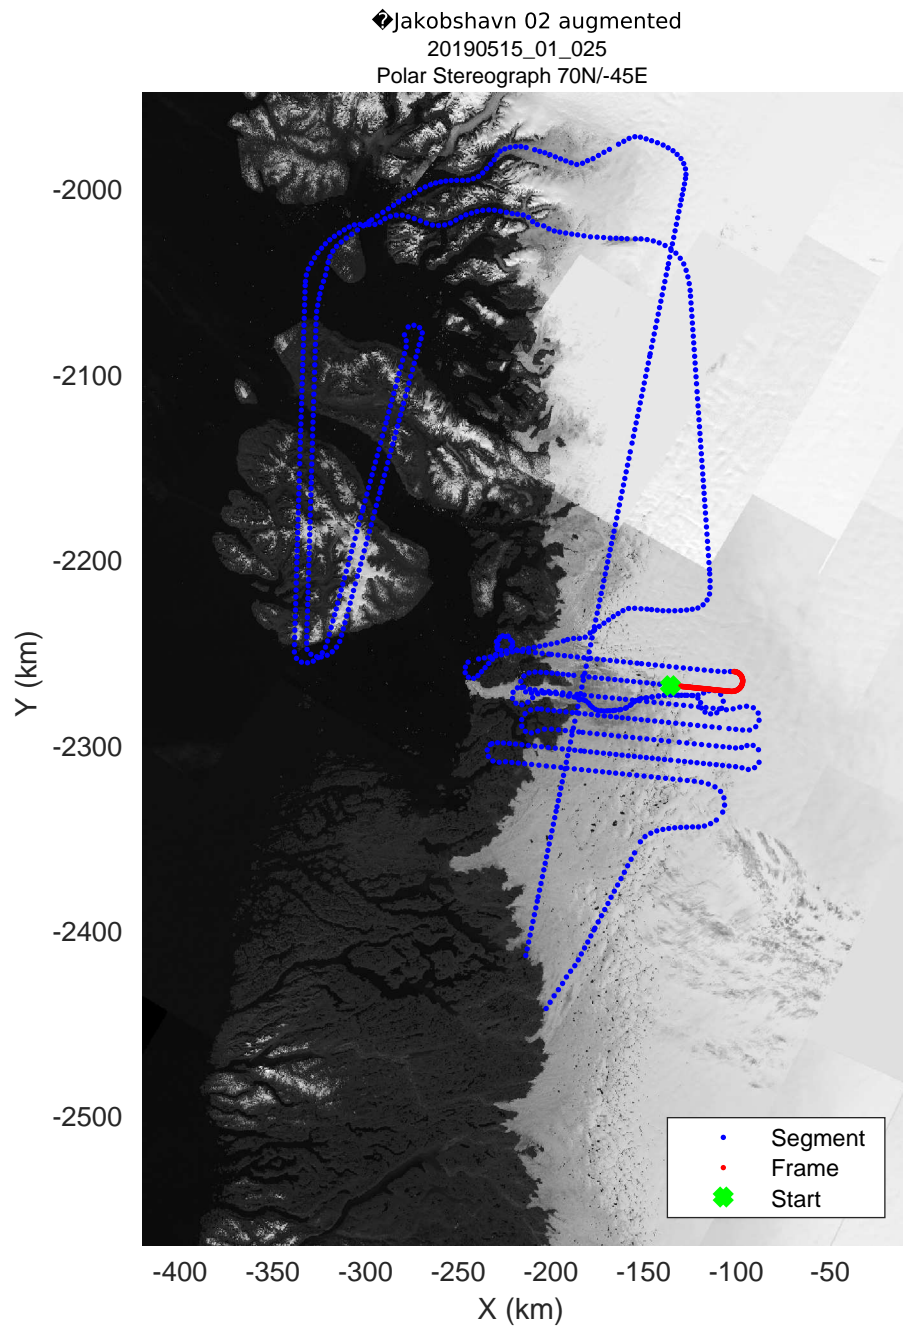 �Jakobshavn 02 augmented
20190515_01_025
Polar Stereograph 70N/-45E
Y (km)
-2000
-2100
-2200
-2300
-2400
-2500
Segment
Frame
Start
-400 -350 -300 -250 -200 -150 -100 -50
X (km)